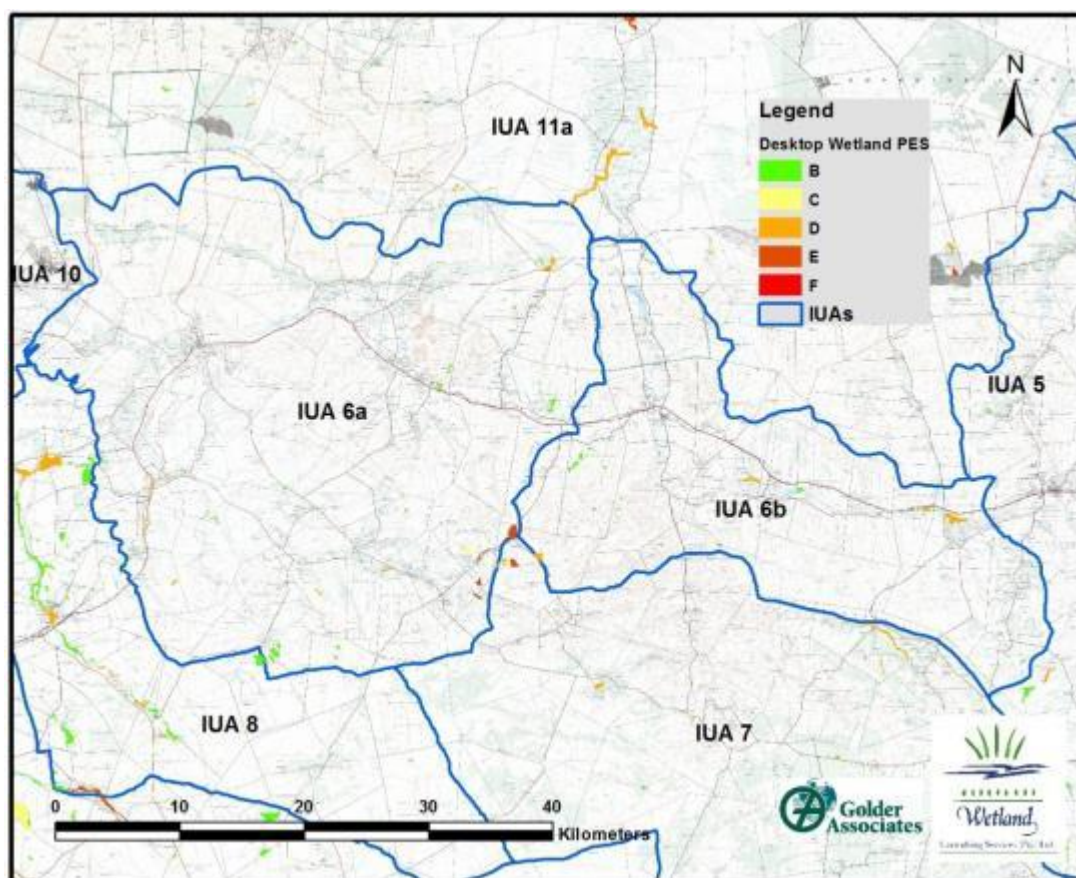 IUA 11a
N
Legend
Desktop Wetland PES
B
C
D
E
F
IUAs
IUA 10
IUA 5
IUA 6a
IUA 6b
IUA 8
IUA 7
0 10 20 30 40
Kilometers
Golder
Associates
Wetland